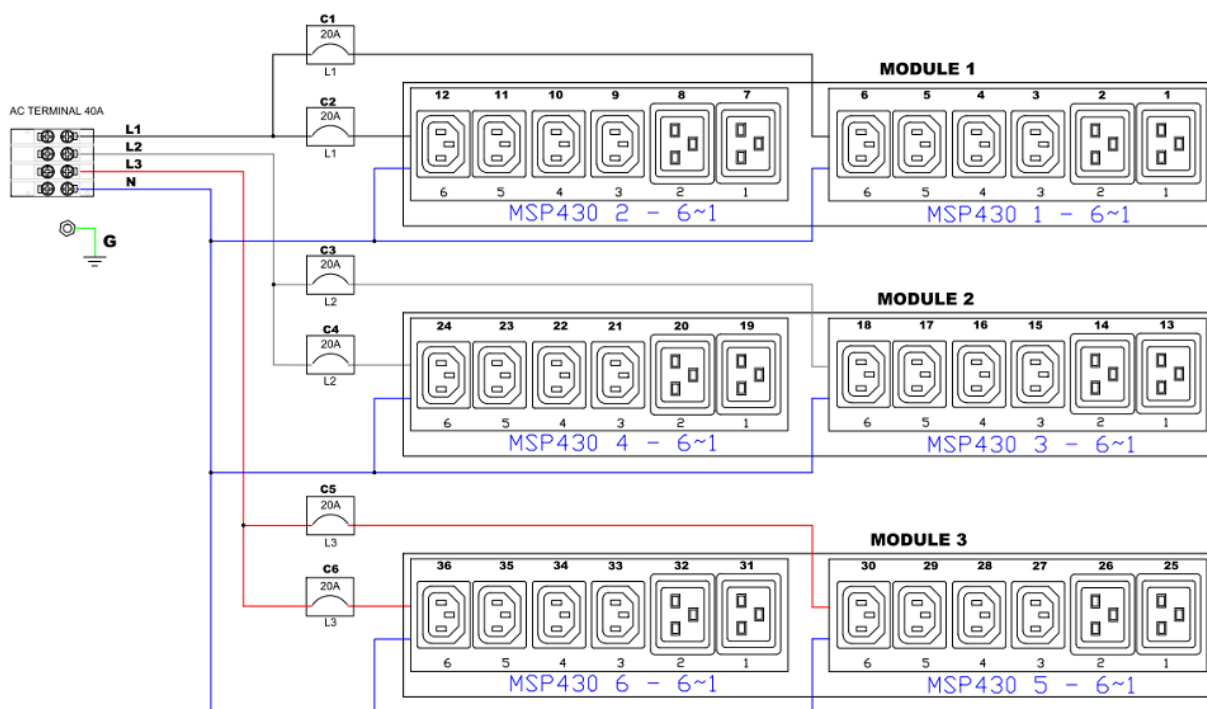 C1
20A
L1
MODULE 1
AC TERMINAL 40A
C2
20A
L1
12 11 10 9 8 7
6 5 4 3 2 1
L1
L2
L3
N
G
6 5 4 3 2 1
6 5 4 3 2 1
MSP430 2 - 6~1
MSP430 1 - 6~1
C3
20A
L2
MODULE 2
C4
20A
L2
24 23 22 21 20 19
18 17 16 15 14 13
6 5 4 3 2 1
6 5 4 3 2 1
MSP430 4 - 6~1
MSP430 3 - 6~1
C5
20A
L3
MODULE 3
C6
20A
L3
36 35 34 33 32 31
30 29 28 27 26 25
6 5 4 3 2 1
6 5 4 3 2 1
MSP430 6 - 6~1
MSP430 5 - 6~1